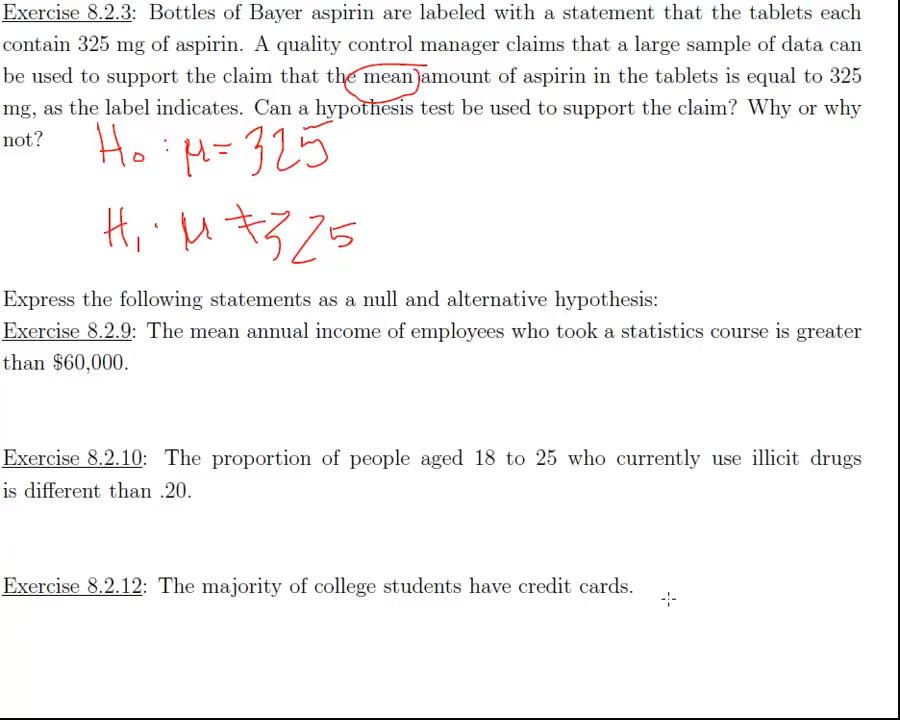 Exercise 8.2.3: Bottles of Bayer aspirin are labeled with a statement that the tablets each
contain 325 mg of aspirin. A quality control manager claims that a large sample of data can
be used to support the claim that the mean amount of aspirin in the tablets is equal to 325
mg, as the label indicates. Can a hypothesis test be used to support the claim? Why or why
not?
H₀ : μ = 325
H₁ : μ ≠ 325
Express the following statements as a null and alternative hypothesis:
Exercise 8.2.9: The mean annual income of employees who took a statistics course is greater
than $60,000.
Exercise 8.2.10: The proportion of people aged 18 to 25 who currently use illicit drugs
is different than .20.
Exercise 8.2.12: The majority of college students have credit cards.